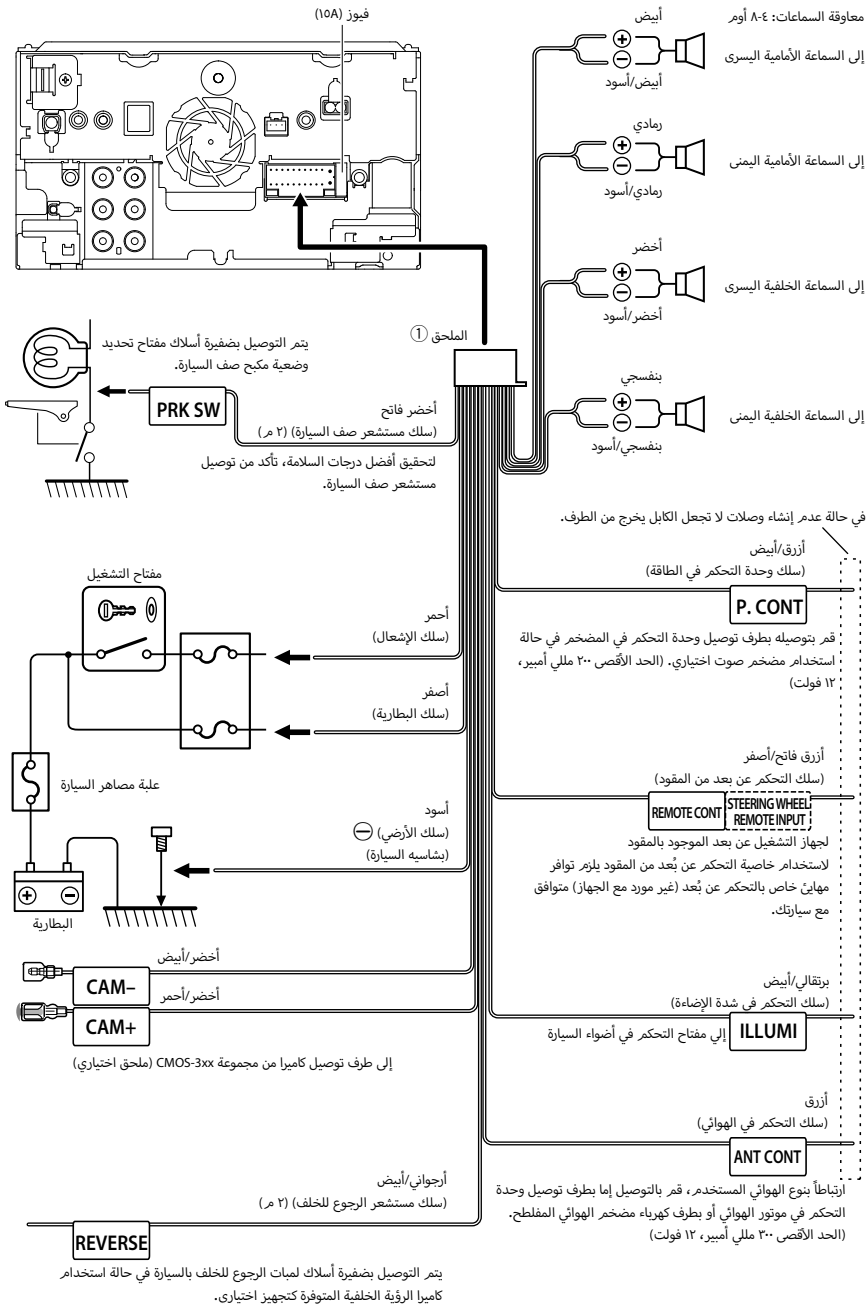 فيوز (١٥A)
معاوقة السماعات: ٤-٨ أوم
أبيض
إلى السماعة الأمامية اليسرى
أبيض/أسود
رمادي
إلى السماعة الأمامية اليمنى
رمادي/أسود
أخضر
إلى السماعة الخلفية اليسرى
أخضر/أسود
بنفسجي
إلى السماعة الخلفية اليمنى
بنفسجي/أسود
الملحق ①
يتم التوصيل بضفيرة أسلاك مفتاح تحديد
وضعية مكبح صف السيارة.
PRK SW
أخضر فاتح
(سلك مستشعر صف السيارة) (٢ م)
لتحقيق أفضل درجات السلامة، تأكد من توصيل
مستشعر صف السيارة.
في حالة عدم إنشاء وصلات لا تجعل الكابل يخرج من الطرف.
أزرق/أبيض
(سلك وحدة التحكم في الطاقة)
P. CONT
قم بتوصيله بطرف توصيل وحدة التحكم في المضخم في حالة
استخدام مضخم صوت اختياري. (الحد الأقصى ٢٠٠ مللي أمبير،
١٢ فولت)
مفتاح التشغيل
أحمر
(سلك الإشعال)
أصفر
(سلك البطارية)
علبة مصاهر السيارة
أسود
(سلك الأرضي) ⊖
(بشاسيه السيارة)
البطارية
أزرق فاتح/أصفر
(سلك التحكم عن بعد من المقود)
REMOTE CONT
STEERING WHEEL
REMOTE INPUT
لجهاز التشغيل عن بعد الموجود بالمقود
لاستخدام خاصية التحكم عن بُعد من المقود يلزم توافر
مهايئ خاص بالتحكم عن بُعد (غير مورد مع الجهاز) متوافق
مع سيارتك.
أخضر/أبيض
CAM–
أخضر/أحمر
CAM+
إلى طرف توصيل كاميرا من مجموعة CMOS-3xx (ملحق اختياري)
برتقالي/أبيض
(سلك التحكم في شدة الإضاءة)
ILLUMI
إلي مفتاح التحكم في أضواء السيارة
أزرق
(سلك التحكم في الهوائي)
ANT CONT
ارتباطاً بنوع الهوائي المستخدم، قم بالتوصيل إما بطرف توصيل وحدة
التحكم في موتور الهوائي أو بطرف كهرباء مضخم الهوائي المفلطح.
(الحد الأقصى ٣٠٠ مللي أمبير، ١٢ فولت)
أرجواني/أبيض
(سلك مستشعر الرجوع للخلف) (٢ م)
REVERSE
يتم التوصيل بضفيرة أسلاك لمبات الرجوع للخلف بالسيارة في حالة استخدام
كاميرا الرؤية الخلفية المتوفرة كتجهيز اختياري.